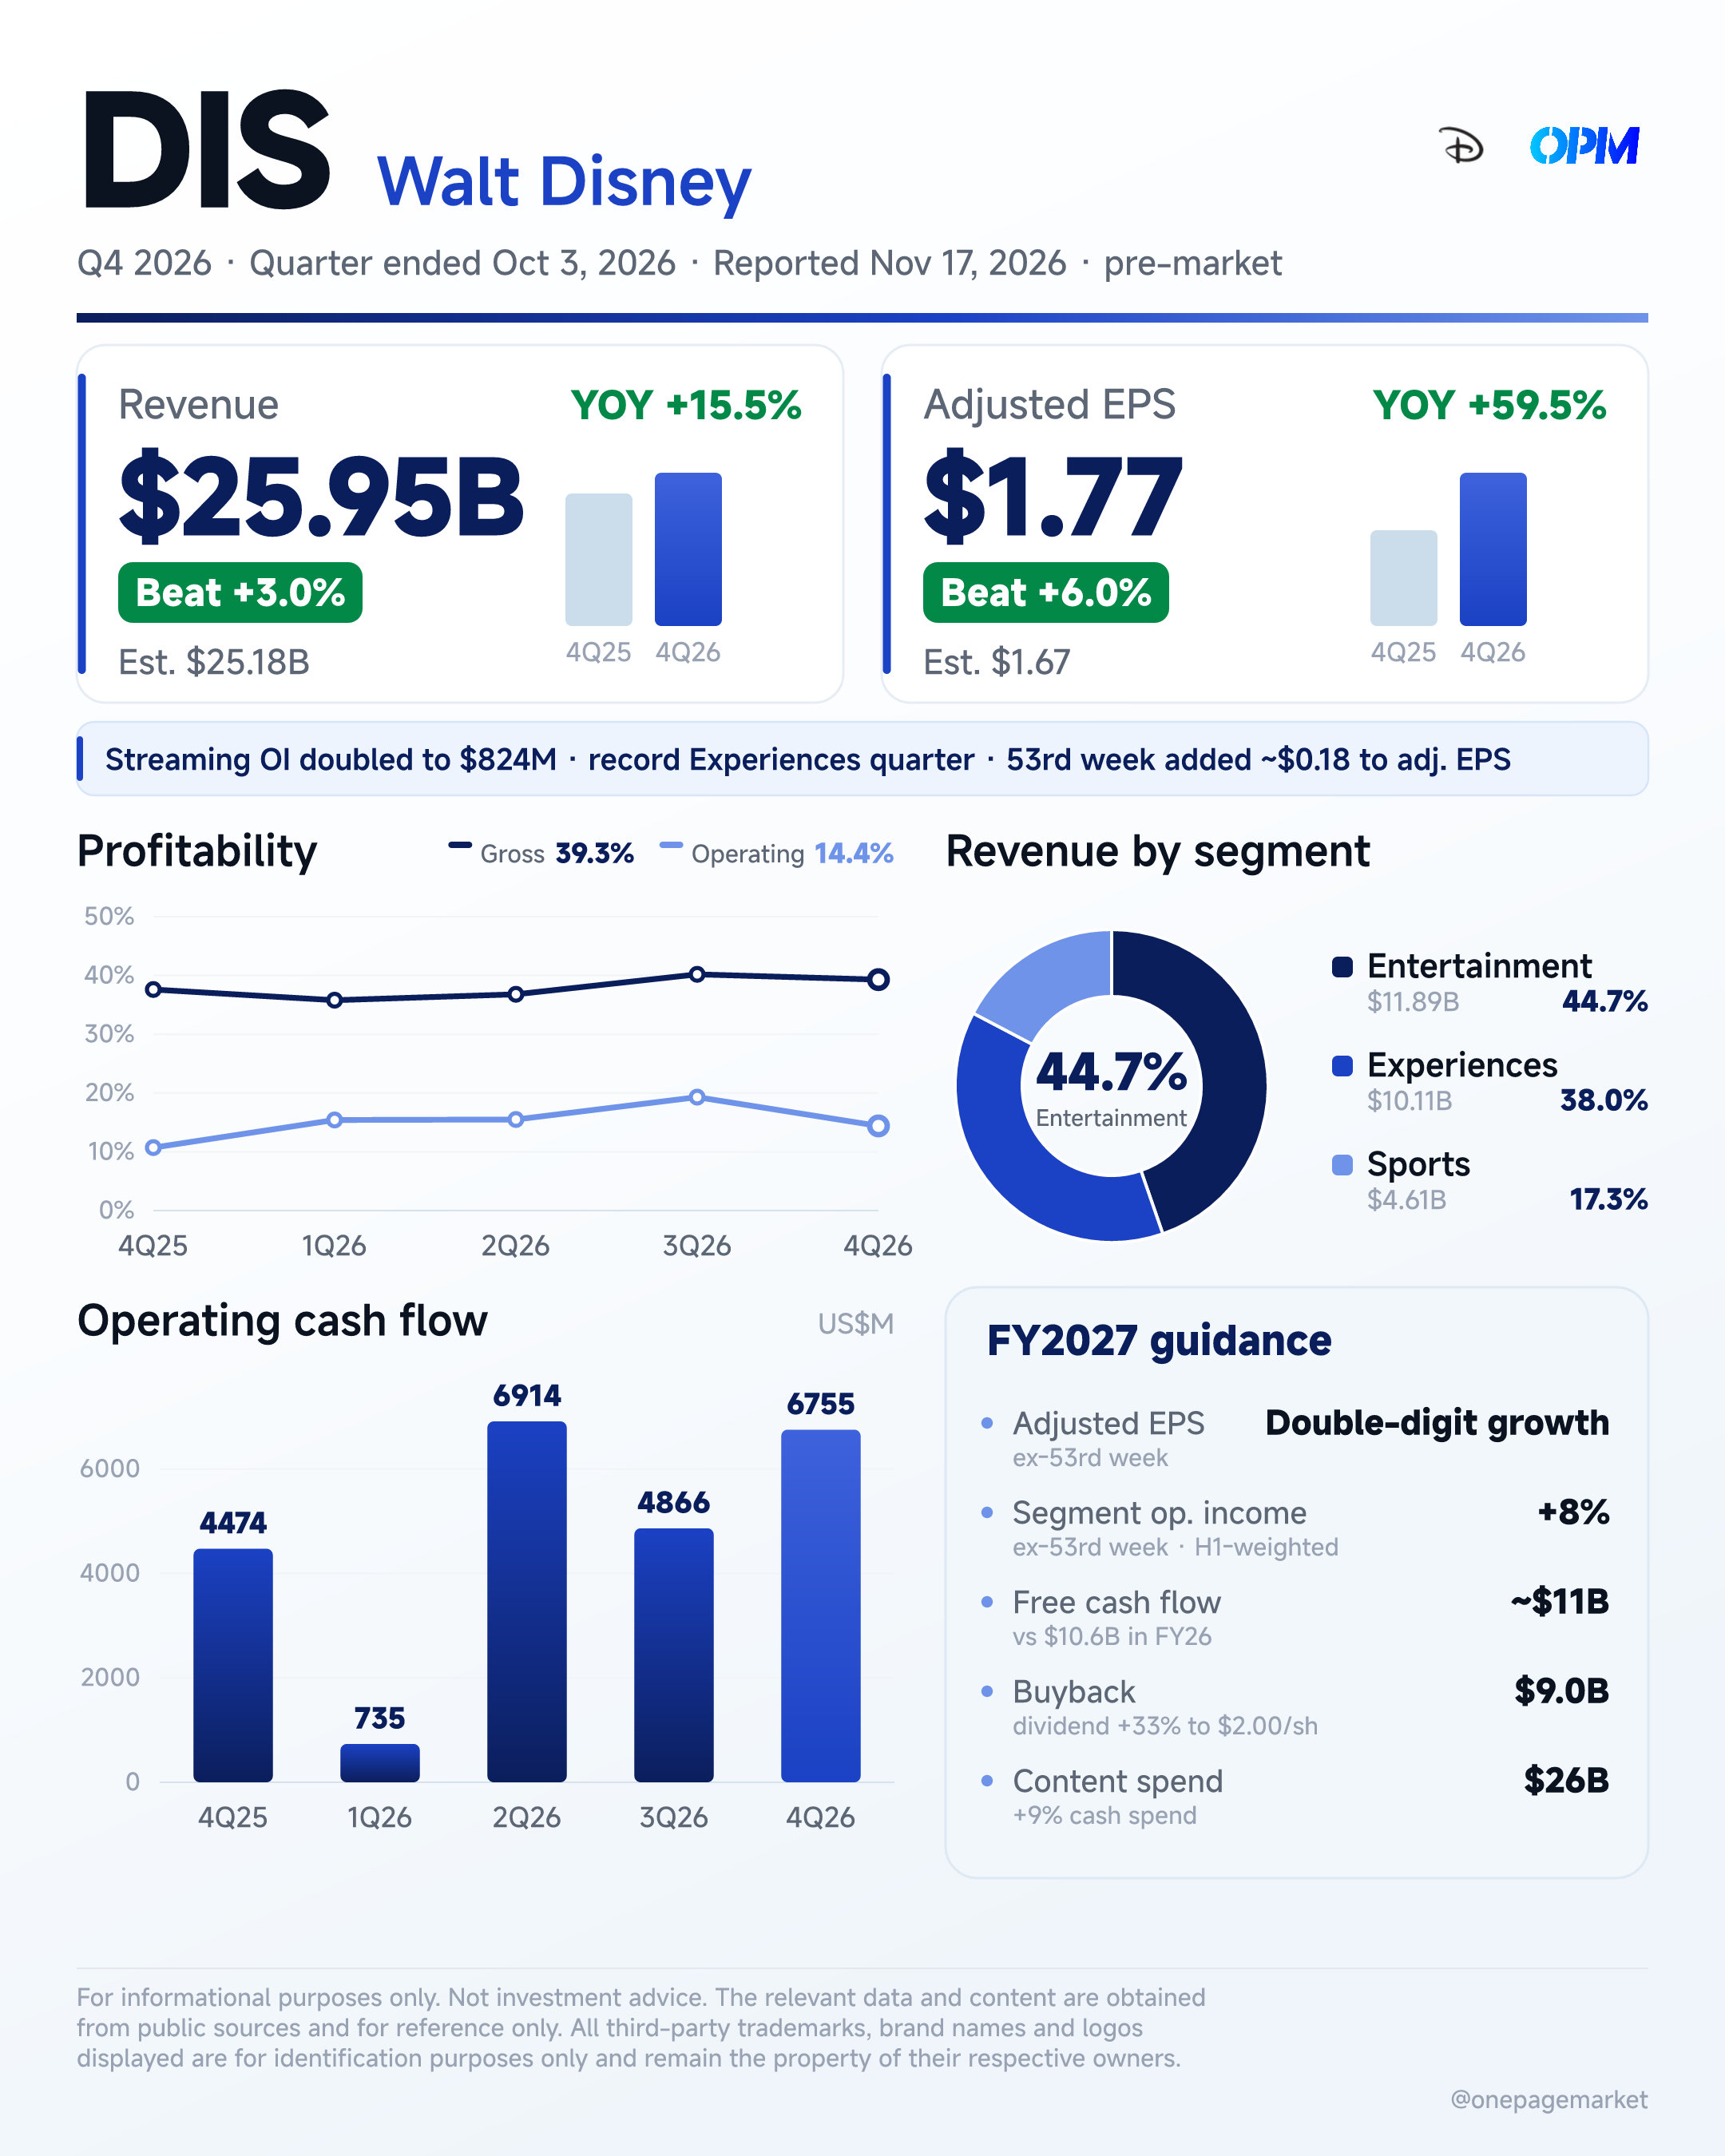 DIS Walt Disney
OPM
Q4 2026 · Quarter ended Oct 3, 2026 · Reported Nov 17, 2026 · pre-market
Revenue YOY +15.5%
$25.95B
Beat +3.0%
Est. $25.18B
4Q25 4Q26
Adjusted EPS YOY +59.5%
$1.77
Beat +6.0%
Est. $1.67
4Q25 4Q26
Streaming OI doubled to $824M · record Experiences quarter · 53rd week added ~$0.18 to adj. EPS
Profitability Gross 39.3% Operating 14.4%
50%
40%
30%
20%
10%
0%
4Q25 1Q26 2Q26 3Q26 4Q26
Revenue by segment
44.7%
Entertainment
Entertainment
$11.89B 44.7%
Experiences
$10.11B 38.0%
Sports
$4.61B 17.3%
Operating cash flow US$M
6914
6755
6000
4866
4474
4000
2000
735
0
4Q25 1Q26 2Q26 3Q26 4Q26
FY2027 guidance
Adjusted EPS Double-digit growth
ex-53rd week
Segment op. income +8%
ex-53rd week · H1-weighted
Free cash flow ~$11B
vs $10.6B in FY26
Buyback $9.0B
dividend +33% to $2.00/sh
Content spend $26B
+9% cash spend
For informational purposes only. Not investment advice. The relevant data and content are obtained
from public sources and for reference only. All third-party trademarks, brand names and logos
displayed are for identification purposes only and remain the property of their respective owners.
@onepagemarket